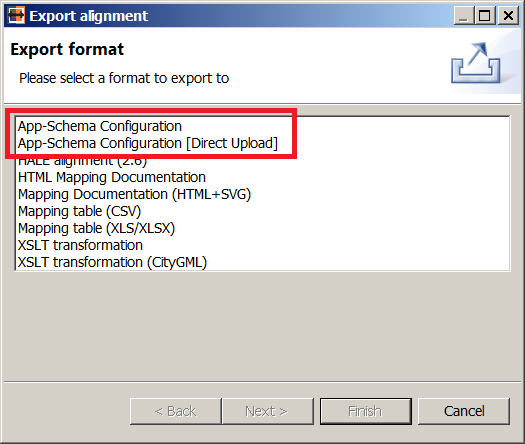 Export alignment
Export format
Please select a format to export to
App-Schema Configuration
App-Schema Configuration [Direct Upload]
HALE alignment (2.6)
HTML Mapping Documentation
Mapping Documentation (HTML+SVG)
Mapping table (CSV)
Mapping table (XLS/XLSX)
XSLT transformation
XSLT transformation (CityGML)
< Back
Next >
Finish
Cancel